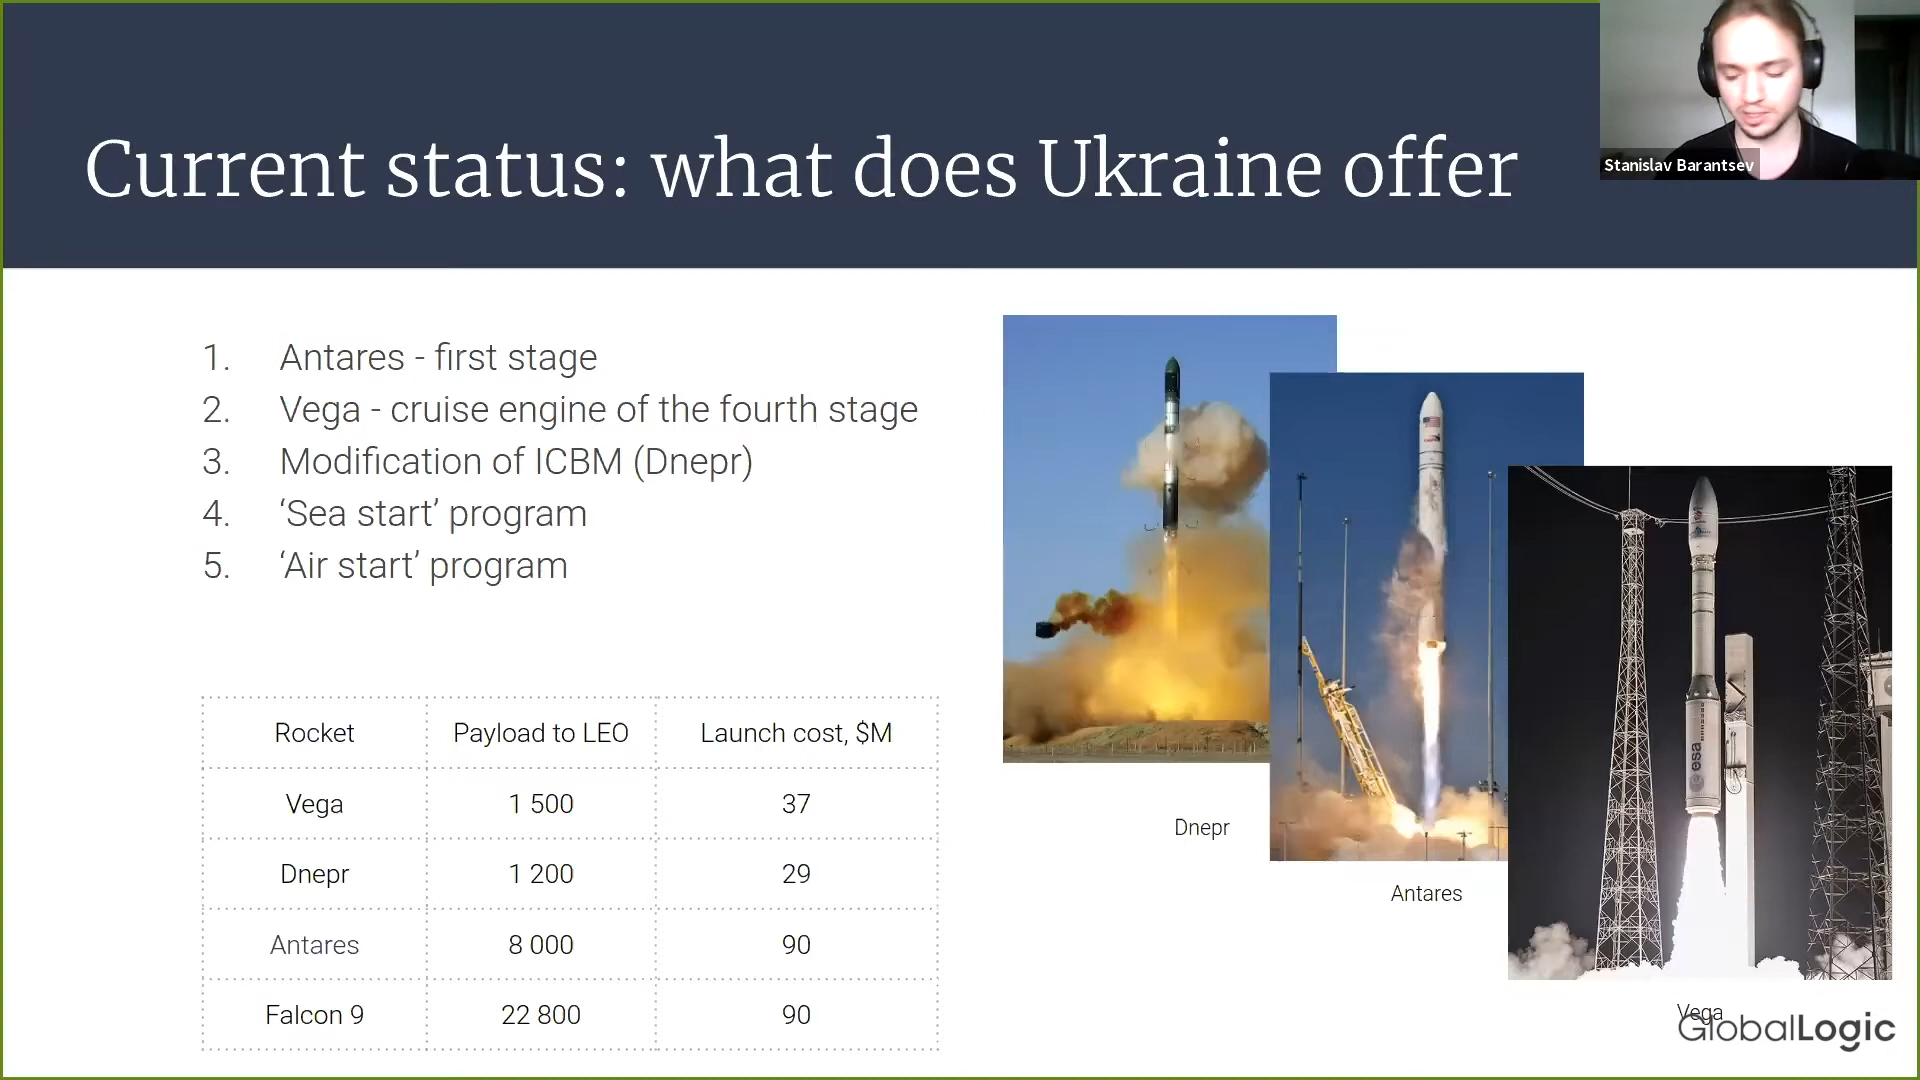 Current status: what does Ukraine offer
Stanislav Barantsev
1. Antares - first stage
2. Vega - cruise engine of the fourth stage
3. Modification of ICBM (Dnepr)
4. ‘Sea start’ program
5. ‘Air start’ program
Rocket Payload to LEO Launch cost, $M
Vega 1 500 37
Dnepr 1 200 29
Antares 8 000 90
Falcon 9 22 800 90
Dnepr
Antares
esa
Vega
GlobalLogic